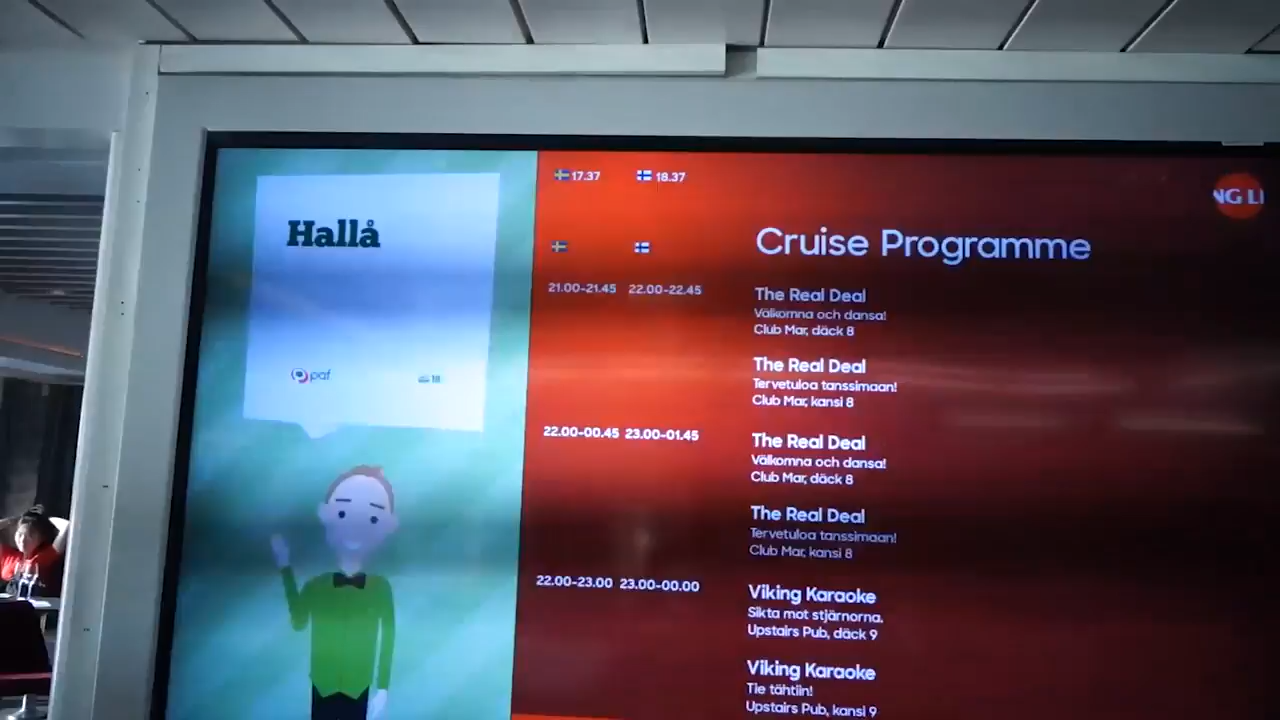 Hallå
paf
18
17.37 18.37
NG LI
Cruise Programme
21.00-21.45 22.00-22.45
The Real Deal
Välkomna och dansa!
Club Mar, däck 8
The Real Deal
Tervetuloa tanssimaan!
Club Mar, kansi 8
22.00-00.45 23.00-01.45
The Real Deal
Välkomna och dansa!
Club Mar, däck 8
The Real Deal
Tervetuloa tanssimaan!
Club Mar, kansi 8
22.00-23.00 23.00-00.00
Viking Karaoke
Sikta mot stjärnorna.
Upstairs Pub, däck 9
Viking Karaoke
Tie tähtiin!
Upstairs Pub, kansi 9